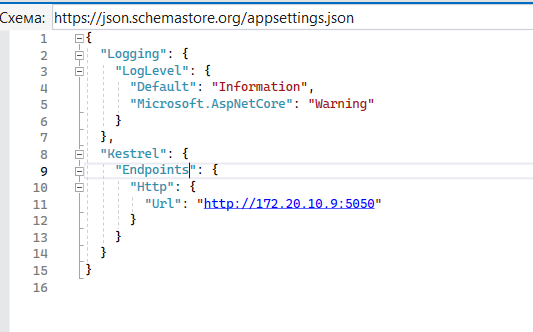 Схема: https://json.schemastore.org/appsettings.json
1 {
2 "Logging": {
3 "LogLevel": {
4 "Default": "Information",
5 "Microsoft.AspNetCore": "Warning"
6 }
7 },
8 "Kestrel": {
9 "Endpoints": {
10 "Http": {
11 "Url": "http://172.20.10.9:5050"
12 }
13 }
14 }
15 }
16